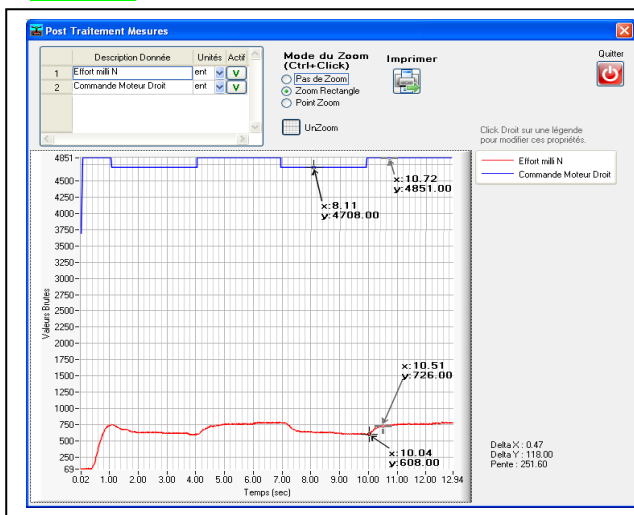 Post Traitement Mesures
Description Donnée Unités Actif
1 Effort milli N ent V
2 Commande Moteur Droit ent V
Mode du Zoom
(Ctrl+Click)
Pas de Zoom
Zoom Rectangle
Point Zoom
UnZoom
Imprimer
Quitter
Click Droit sur une légende
pour modifier ces propriétés.
Effort milli N
Commande Moteur Droit
Valeurs Brutes
4851
4500
4250
4000
3750
3500
3250
3000
2750
2500
2250
2000
1750
1500
1250
1000
750
500
250
69
x:10.72
y:4851.00
x:8.11
y:4708.00
x:10.51
y:726.00
x:10.04
y:608.00
0.02 1.00 2.00 3.00 4.00 5.00 6.00 7.00 8.00 9.00 10.00 11.00 12.00 12.94
Temps (sec)
Delta X : 0.47
Delta Y : 118.00
Pente : 251.60